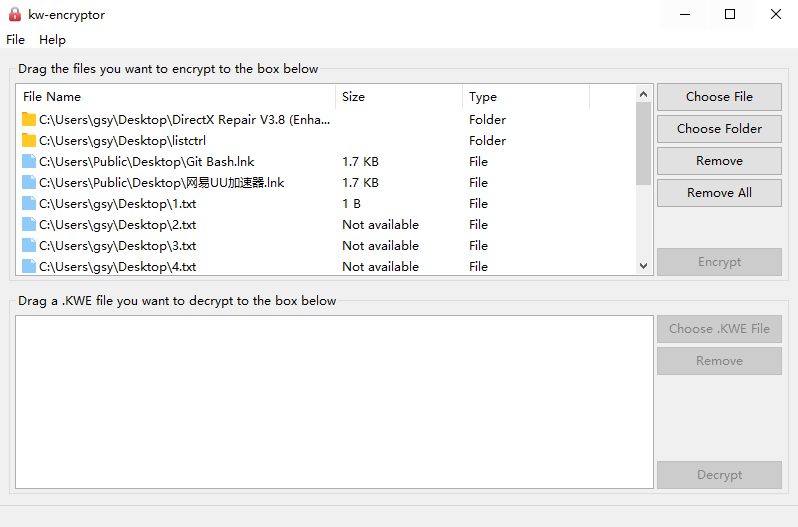 kw-encryptor
File Help
Drag the files you want to encrypt to the box below
File Name Size Type
C:\Users\gsy\Desktop\DirectX Repair V3.8 (Enha... Folder
C:\Users\gsy\Desktop\listctrl Folder
C:\Users\Public\Desktop\Git Bash.lnk 1.7 KB File
C:\Users\Public\Desktop\网易UU加速器.lnk 1.7 KB File
C:\Users\gsy\Desktop\1.txt 1 B File
C:\Users\gsy\Desktop\2.txt Not available File
C:\Users\gsy\Desktop\3.txt Not available File
C:\Users\gsy\Desktop\4.txt Not available File
Choose File
Choose Folder
Remove
Remove All
Encrypt
Drag a .KWE file you want to decrypt to the box below
Choose .KWE File
Remove
Decrypt